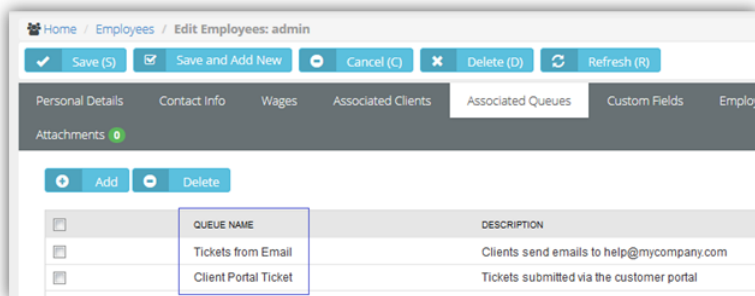 Home / Employees / Edit Employees: admin
Save (S) Save and Add New Cancel (C) Delete (D) Refresh (R)
Personal Details Contact Info Wages Associated Clients Associated Queues Custom Fields Employ
Attachments 0
Add Delete
QUEUE NAME DESCRIPTION
Tickets from Email Clients send emails to help@mycompany.com
Client Portal Ticket Tickets submitted via the customer portal